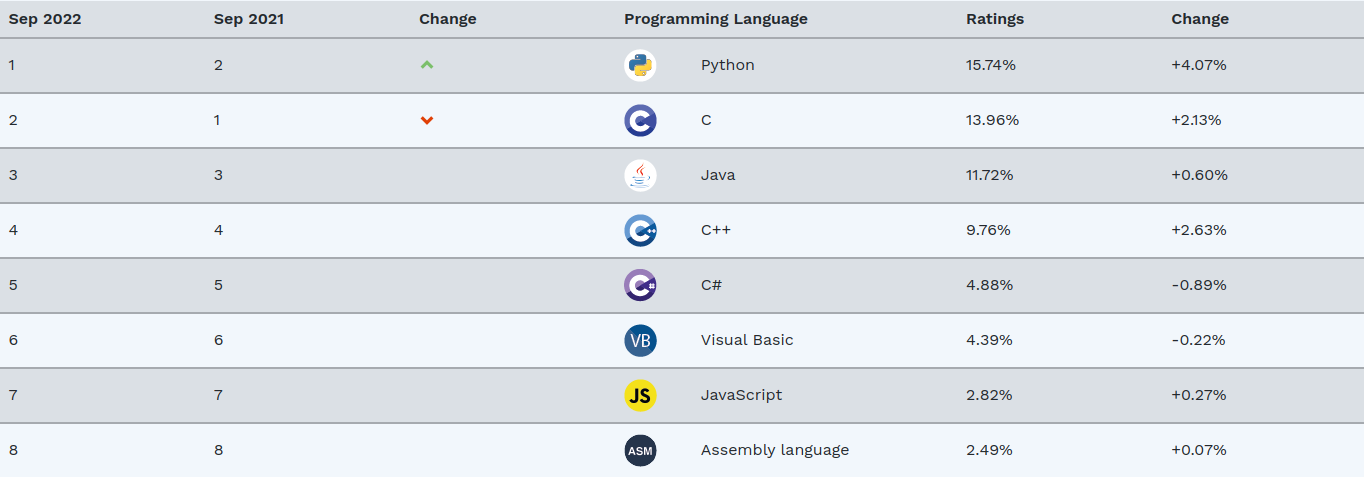 Sep 2022 Sep 2021 Change Programming Language Ratings Change
1 2 Python 15.74% +4.07%
2 1 C 13.96% +2.13%
3 3 Java 11.72% +0.60%
4 4 C++ C++ 9.76% +2.63%
5 5 C# C# 4.88% -0.89%
6 6 VB Visual Basic 4.39% -0.22%
7 7 JS JavaScript 2.82% +0.27%
8 8 ASM Assembly language 2.49% +0.07%